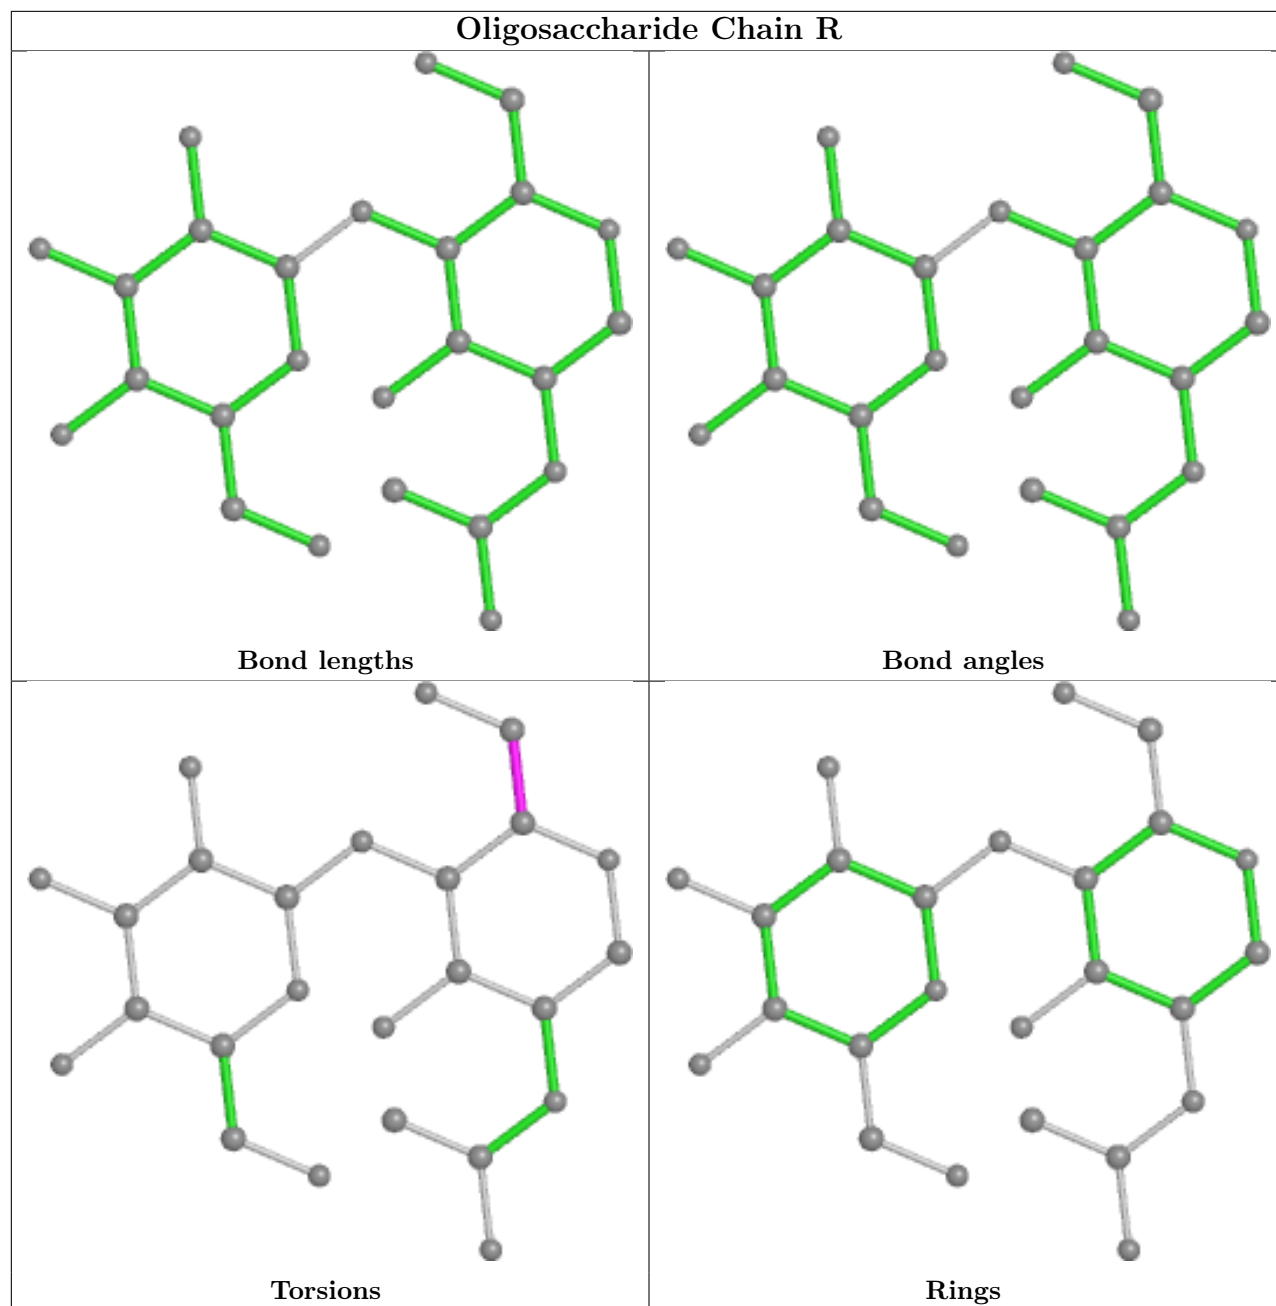 Oligosaccharide Chain R
Bond lengths
Bond angles
Torsions
Rings